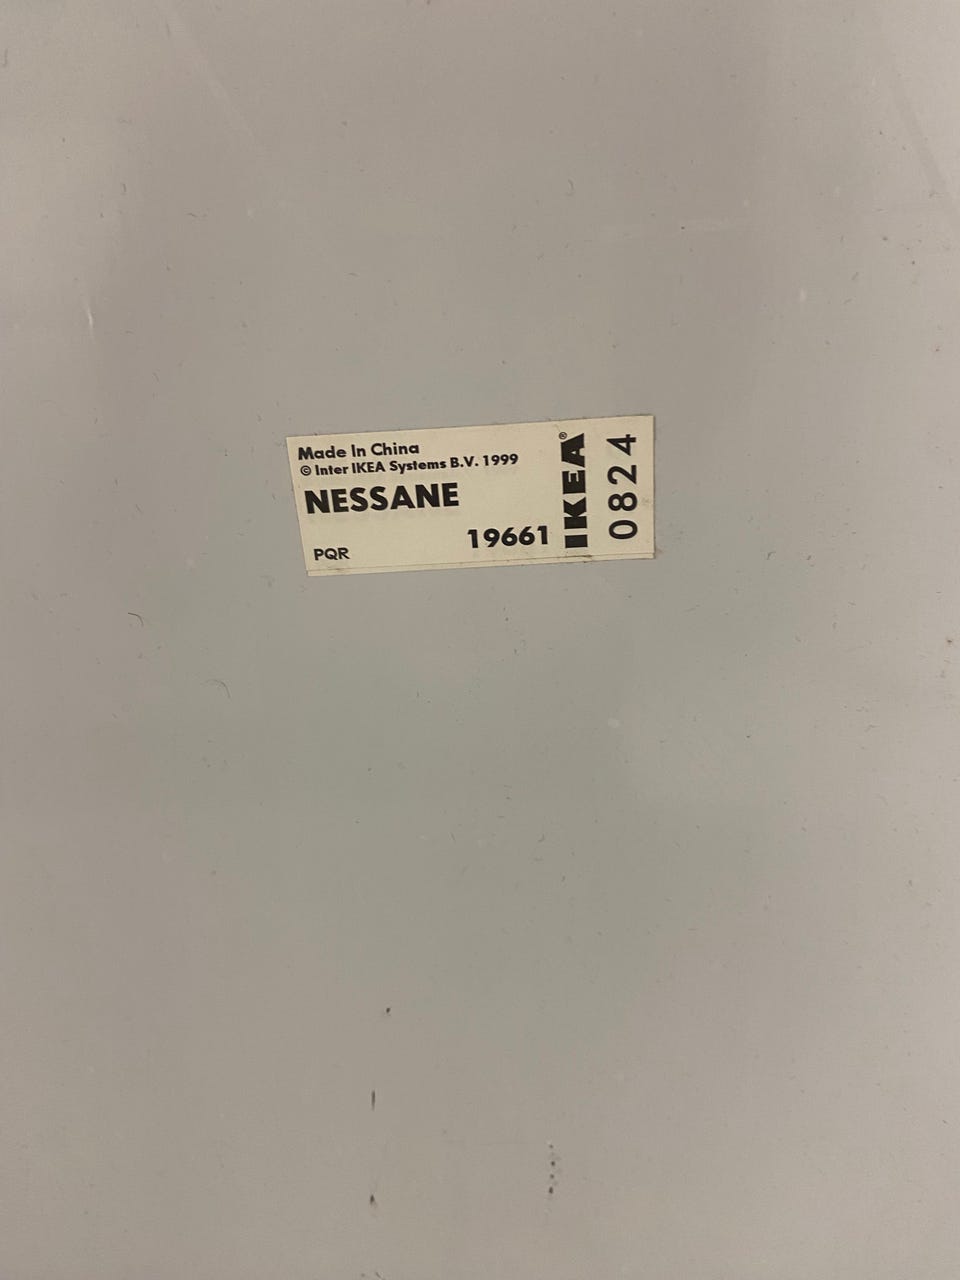 Made In China
© Inter IKEA Systems B.V. 1999
NESSANE
19661
PQR
IKEA®
0824